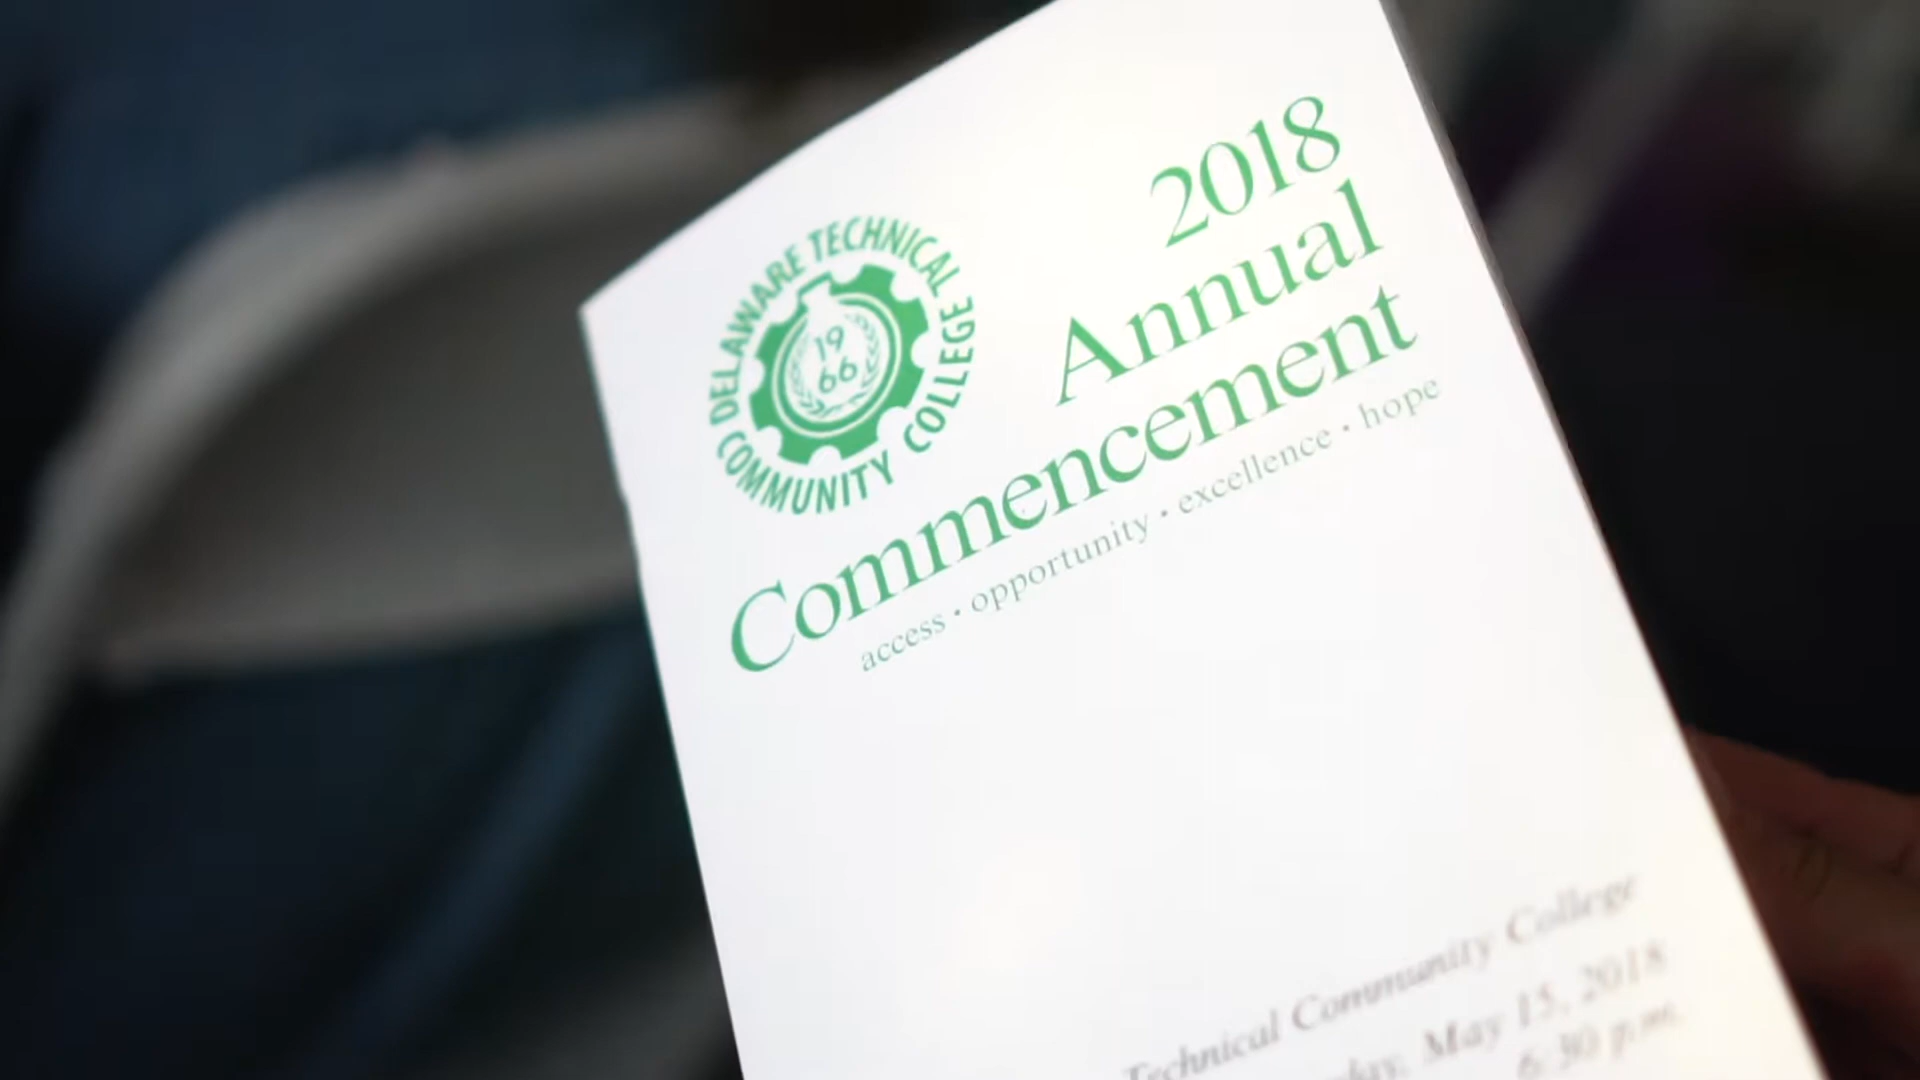 DELAWARE TECHNICAL
COMMUNITY COLLEGE
19
66
2018
Annual
Commencement
access • opportunity • excellence • hope
Technical Community College
May 15, 2018
6:30 p.m.